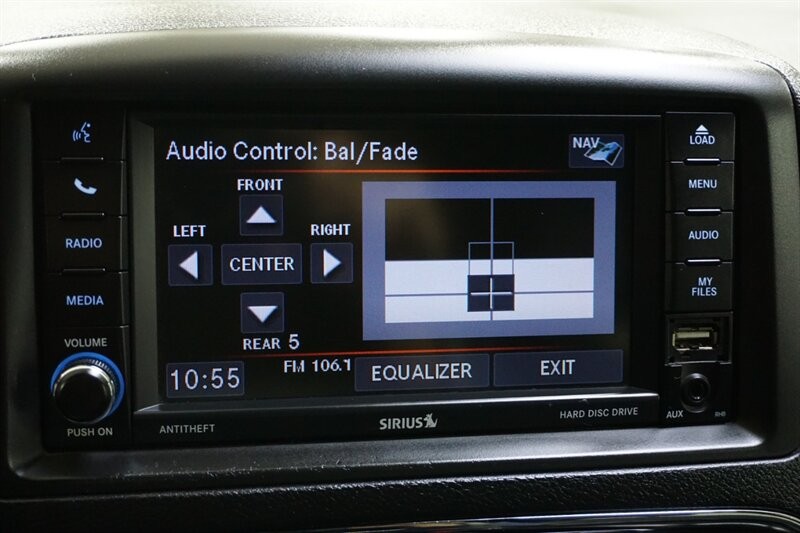 Audio Control: Bal/Fade
NAV
FRONT
LEFT
RIGHT
CENTER
REAR 5
10:55
FM 106.1
EQUALIZER
EXIT
RADIO
MEDIA
VOLUME
PUSH ON
LOAD
MENU
AUDIO
MY
FILES
AUX
RHB
ANTITHEFT
SIRIUS
HARD DISC DRIVE